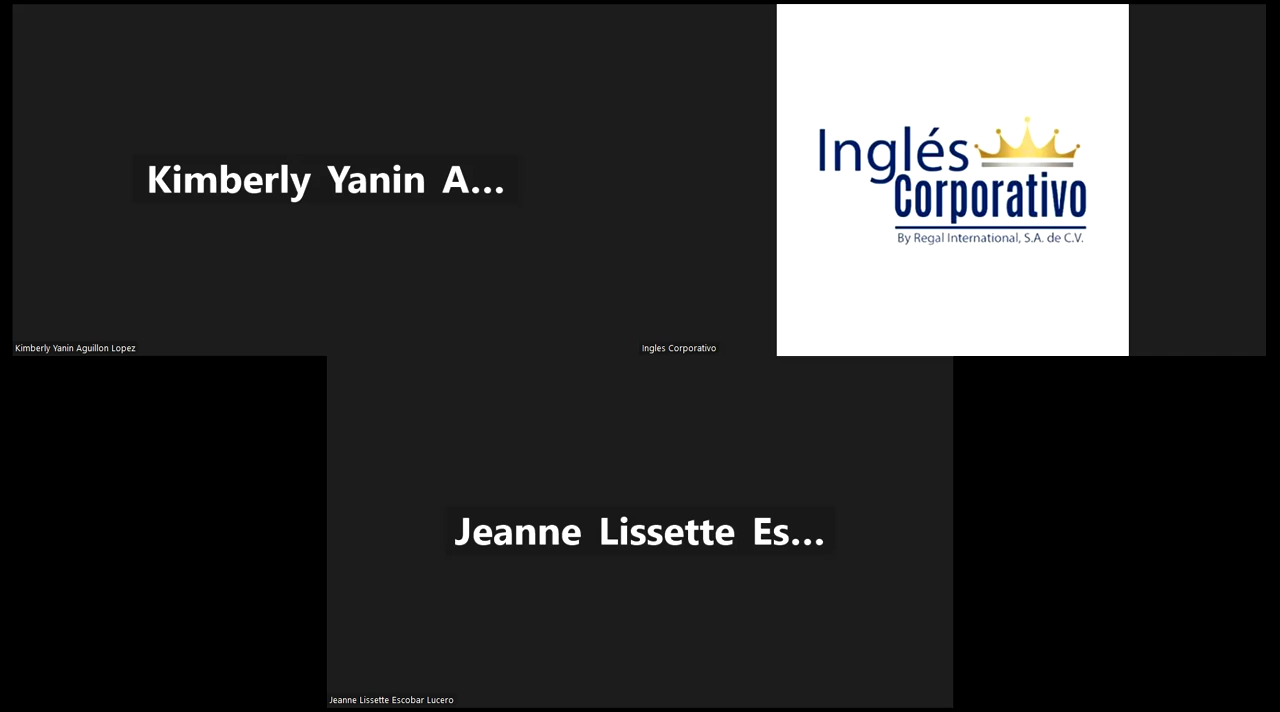 Kimberly Yanin A...
Kimberly Yanin Aguillon Lopez
Inglés
Corporativo
By Regal International, S.A. de C.V.
Ingles Corporativo
Jeanne Lissette Es...
Jeanne Lissette Escobar Lucero